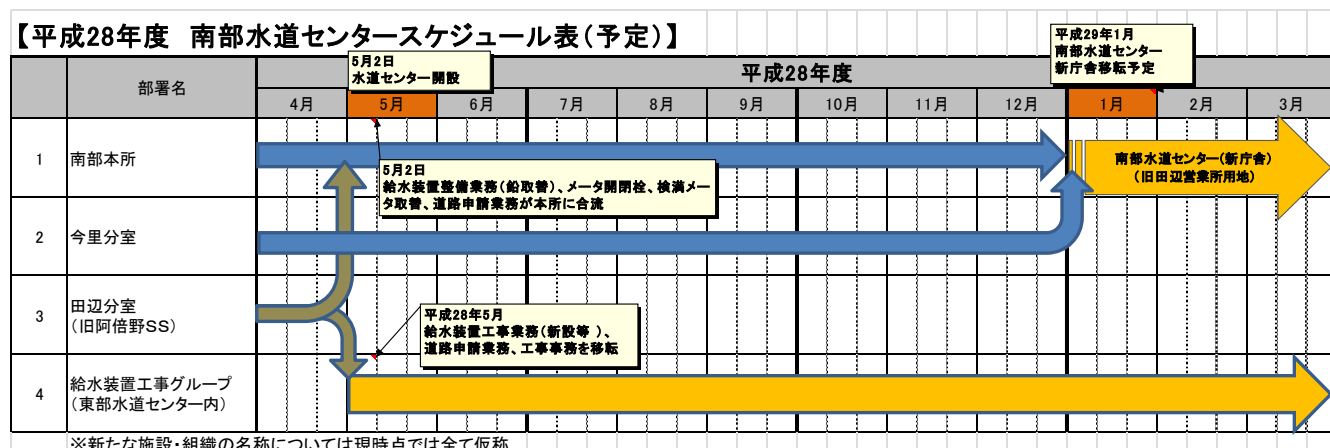 【平成28年度 南部水道センタースケジュール表(予定)】
平成29年1月
南部水道センター
新庁舎移転予定
5月2日
水道センター開設
部署名
平成28年度
4月 5月 6月 7月 8月 9月 10月 11月 12月 1月 2月 3月
1 南部本所
南部水道センター(新庁舎)
(旧田辺営業所用地)
5月2日
給水装置整備業務(鉛取替)、メータ開閉栓、検満メー
タ取替、道路申請業務が本所に合流
2 今里分室
3 田辺分室
(旧阿倍野SS)
平成28年5月
給水装置工事業務(新設等 )、
道路申請業務、工事事務を移転
4 給水装置工事グループ
(東部水道センター内)
※新たな施設・組織の名称については現時点では全て仮称